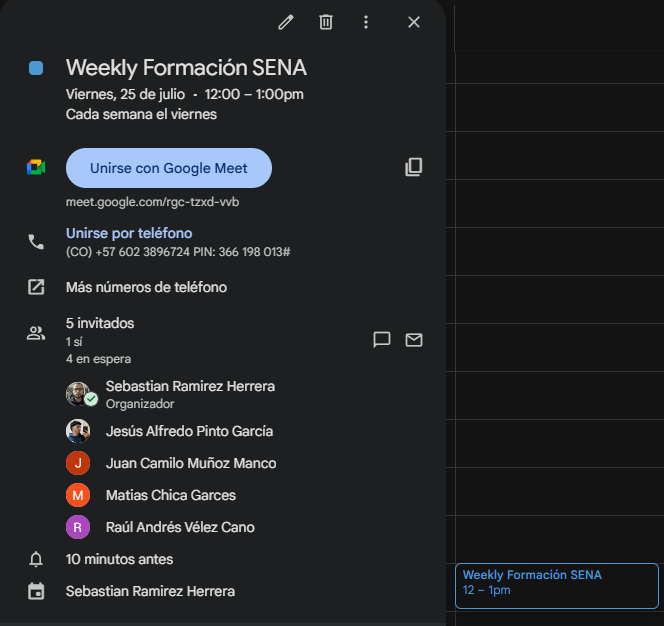 Weekly Formación SENA
Viernes, 25 de julio · 12:00 – 1:00pm
Cada semana el viernes
Unirse con Google Meet
meet.google.com/rgc-tzxd-vvb
Unirse por teléfono
(CO) +57 602 3896724 PIN: 366 198 013#
Más números de teléfono
5 invitados
1 sí
4 en espera
Sebastian Ramirez Herrera
Organizador
Jesús Alfredo Pinto García
J Juan Camilo Muñoz Manco
M Matias Chica Garces
R Raúl Andrés Vélez Cano
10 minutos antes
Sebastian Ramirez Herrera
Weekly Formación SENA
12 – 1pm